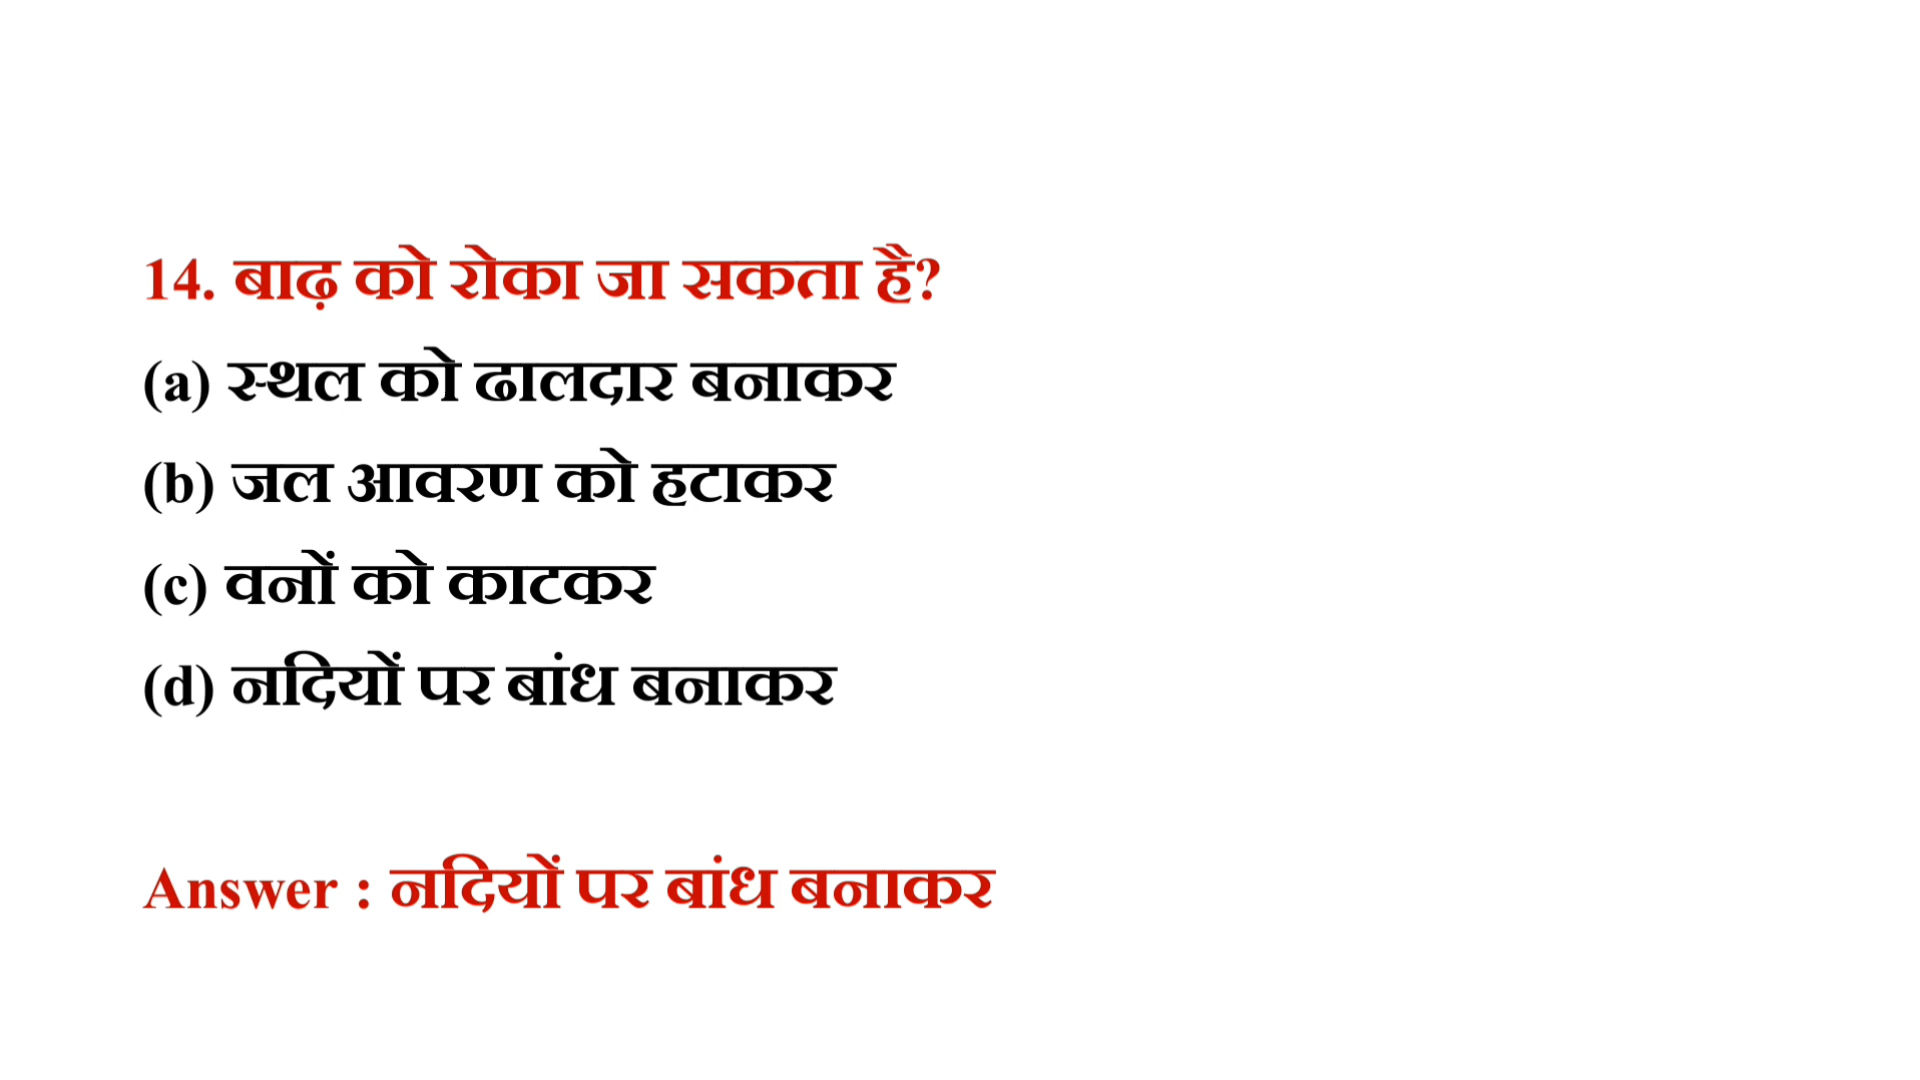 14. बाढ़ को रोका जा सकता है?
(a) स्थल को ढालदार बनाकर
(b) जल आवरण को हटाकर
(c) वनों को काटकर
(d) नदियों पर बांध बनाकर
Answer : नदियों पर बांध बनाकर